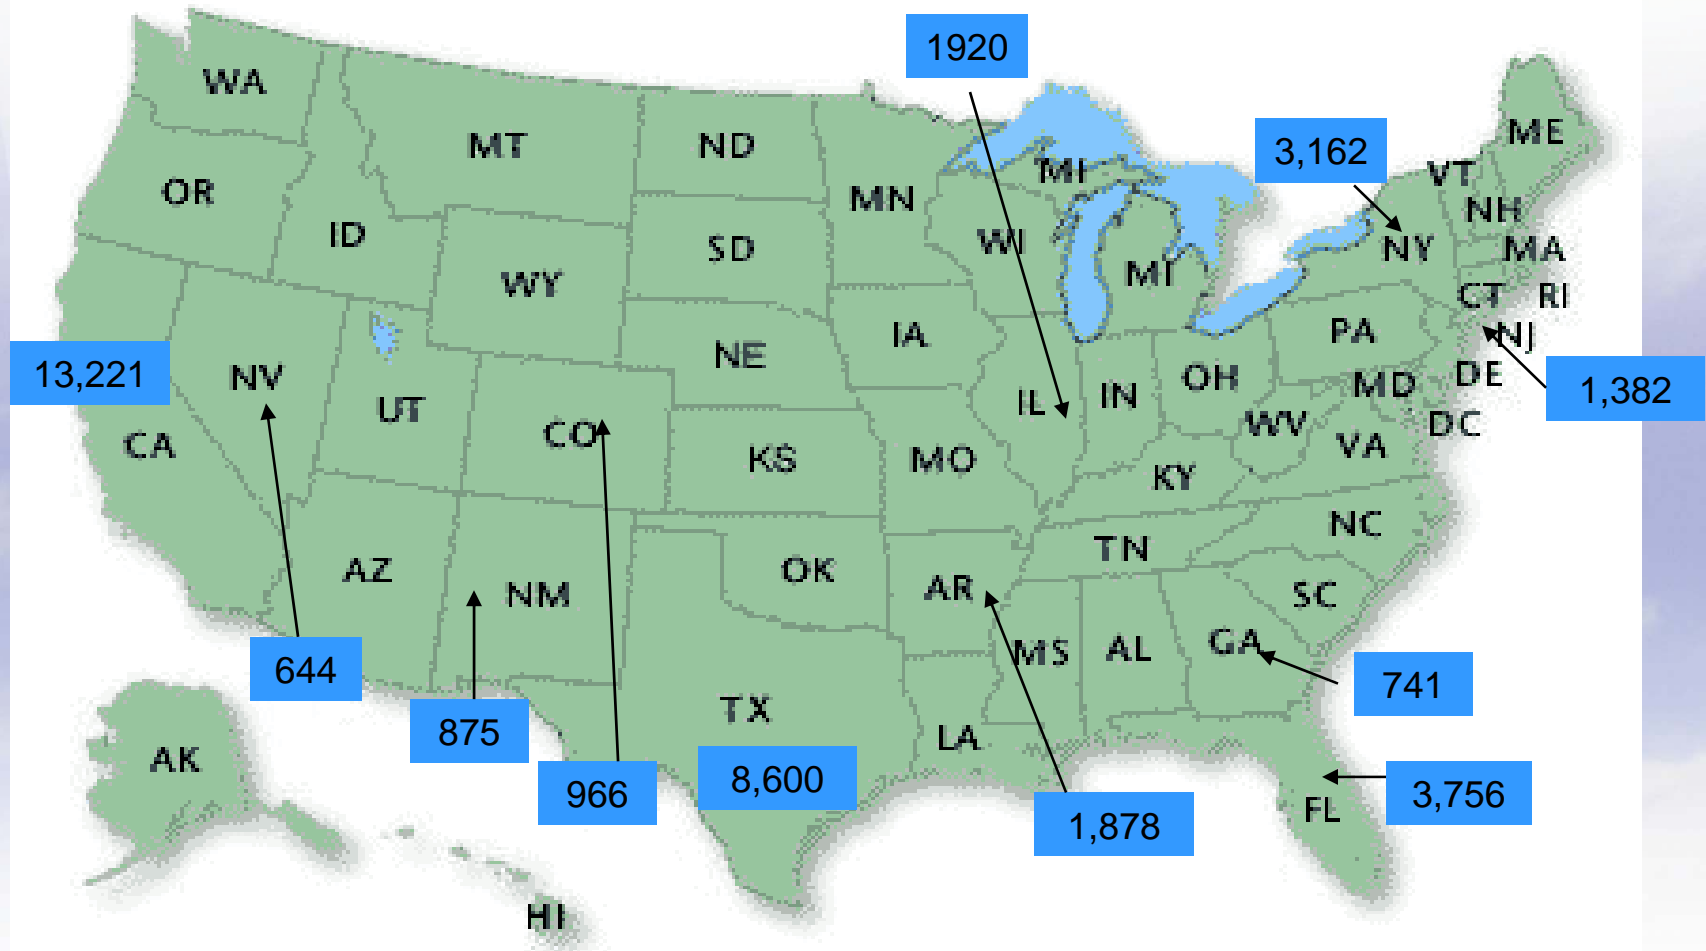 1920
WA
MT
ND
MN
MI
3,162
VT
ME
NH
OR
ID
WY
SD
WI
MI
NY
MA
CT
RI
13,221
NV
UT
NE
IA
PA
NJ
CA
CO
KS
MO
IL
IN
OH
WV
MD
DE
DC
1,382
VA
KY
AZ
NM
OK
AR
TN
NC
SC
MS
AL
GA
644
875
TX
LA
741
AK
966
8,600
1,878
FL
3,756
HI